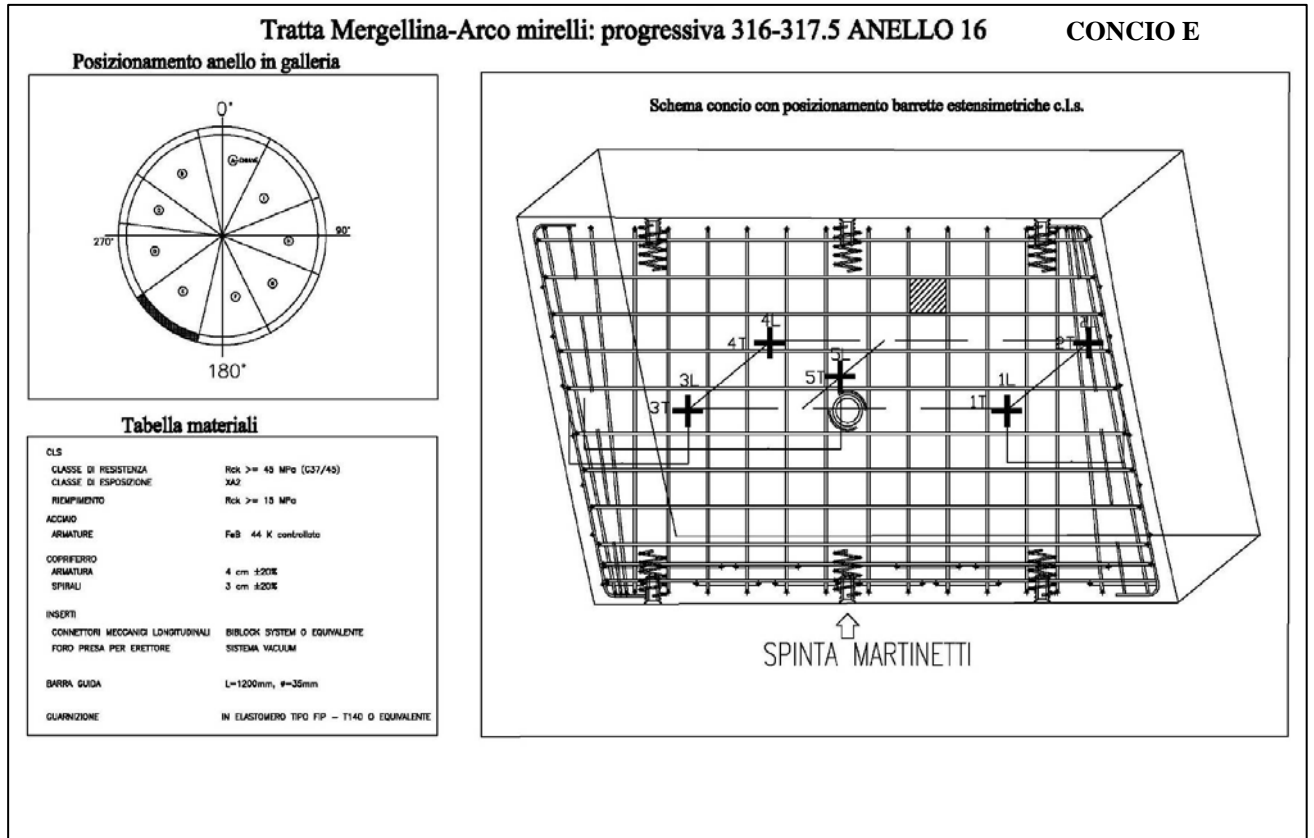 Tratta Mergellina-Arco mirelli: progressiva 316-317.5 ANELLO 16 CONCIO E
Posizionamento anello in galleria
0°
90°
270°
180°
Tabella materiali
CLS
CLASSE DI RESISTENZA Rck >= 45 MPa (C37/45)
CLASSE DI ESPOSIZIONE XA2
RIEMPIMENTO Rck >= 15 MPa
ACCIAIO
ARMATURE FeB 44 K controllato
COPRIFERRO
ARMATURA 4 cm ±20%
SPIRALI 3 cm ±20%
INSERTI
CONNETTORI MECCANICI LONGITUDINALI BIBLOCK SYSTEM O EQUIVALENTE
FORO PRESA PER ERETTORE SISTEMA VACUUM
BARRA GUIDA L=1200mm, ø=35mm
GUARNIZIONE IN ELASTOMERO TIPO FIP - T140 O EQUIVALENTE
Schema concio con posizionamento barrette estensimetriche c.l.s.
4L
2L
4T
2T
5L
5T
3L
1L
3T
1T
SPINTA MARTINETTI